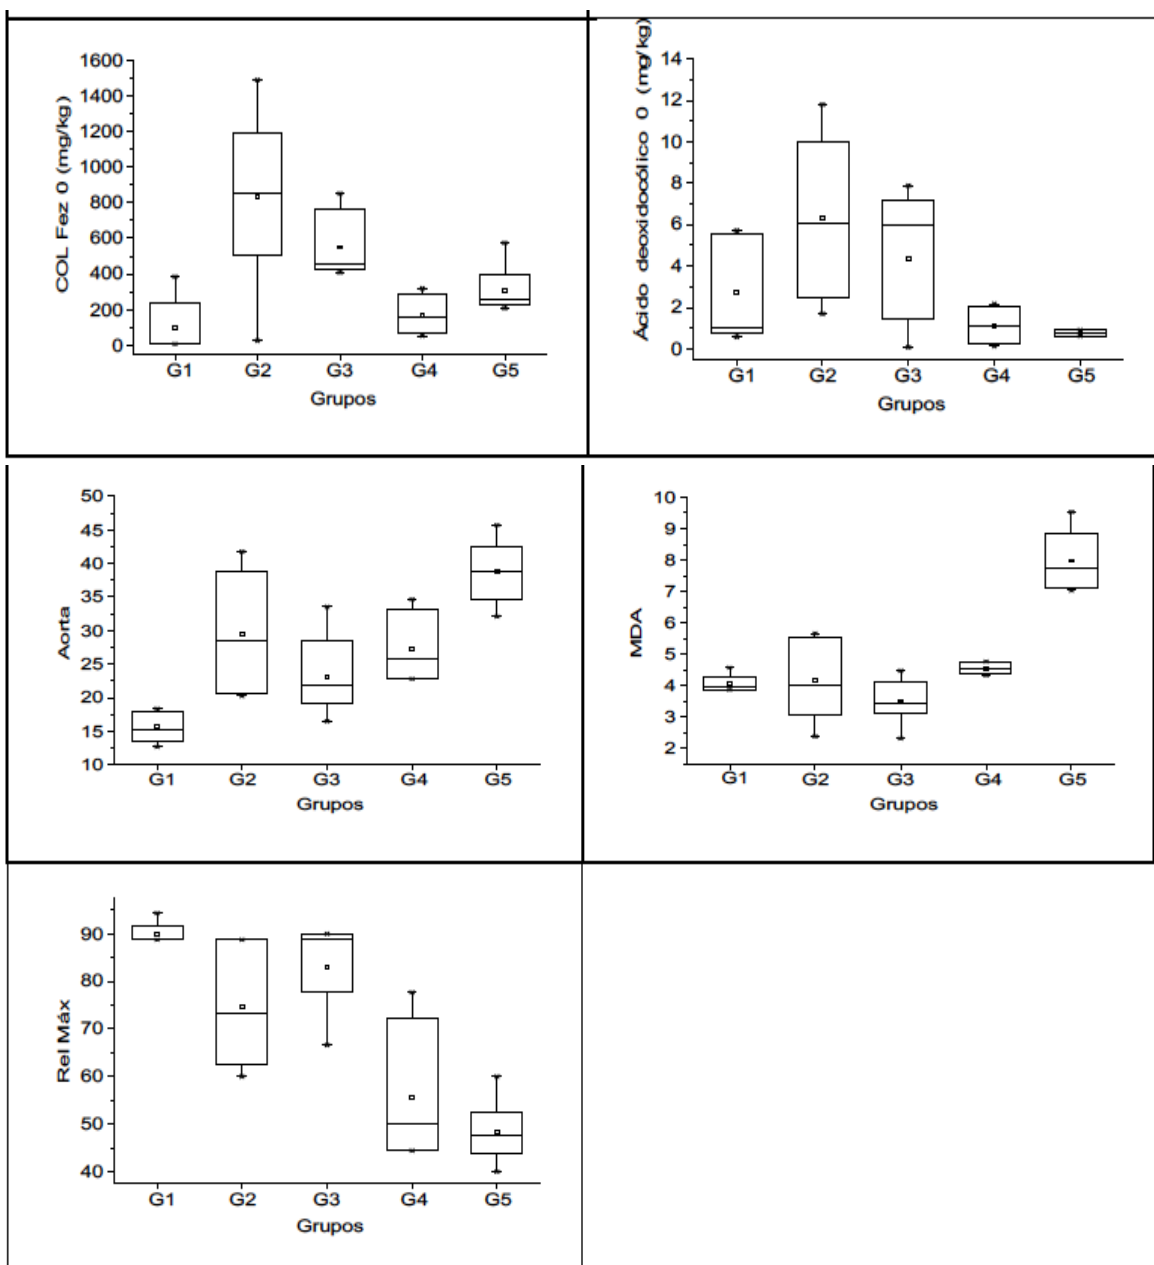 COL Fez 0 (mg/kg)
1600
1400
1200
1000
800
600
400
200
0
G1 G2 G3 G4 G5
Grupos
Ácido deoxidocólico 0 (mg/kg)
14
12
10
8
6
4
2
0
G1 G2 G3 G4 G5
Grupos
Aorta
50
45
40
35
30
25
20
15
10
G1 G2 G3 G4 G5
Grupos
MDA
10
9
8
7
6
5
4
3
2
G1 G2 G3 G4 G5
Grupos
Rel Máx
90
80
70
60
50
40
G1 G2 G3 G4 G5
Grupos